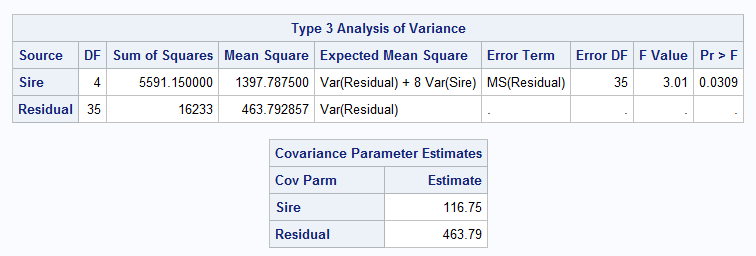 Type 3 Analysis of Variance
Source DF Sum of Squares Mean Square Expected Mean Square Error Term Error DF F Value Pr > F
Sire 4 5591.150000 1397.787500 Var(Residual) + 8 Var(Sire) MS(Residual) 35 3.01 0.0309
Residual 35 16233 463.792857 Var(Residual) . . . .
Covariance Parameter Estimates
Cov Parm Estimate
Sire 116.75
Residual 463.79